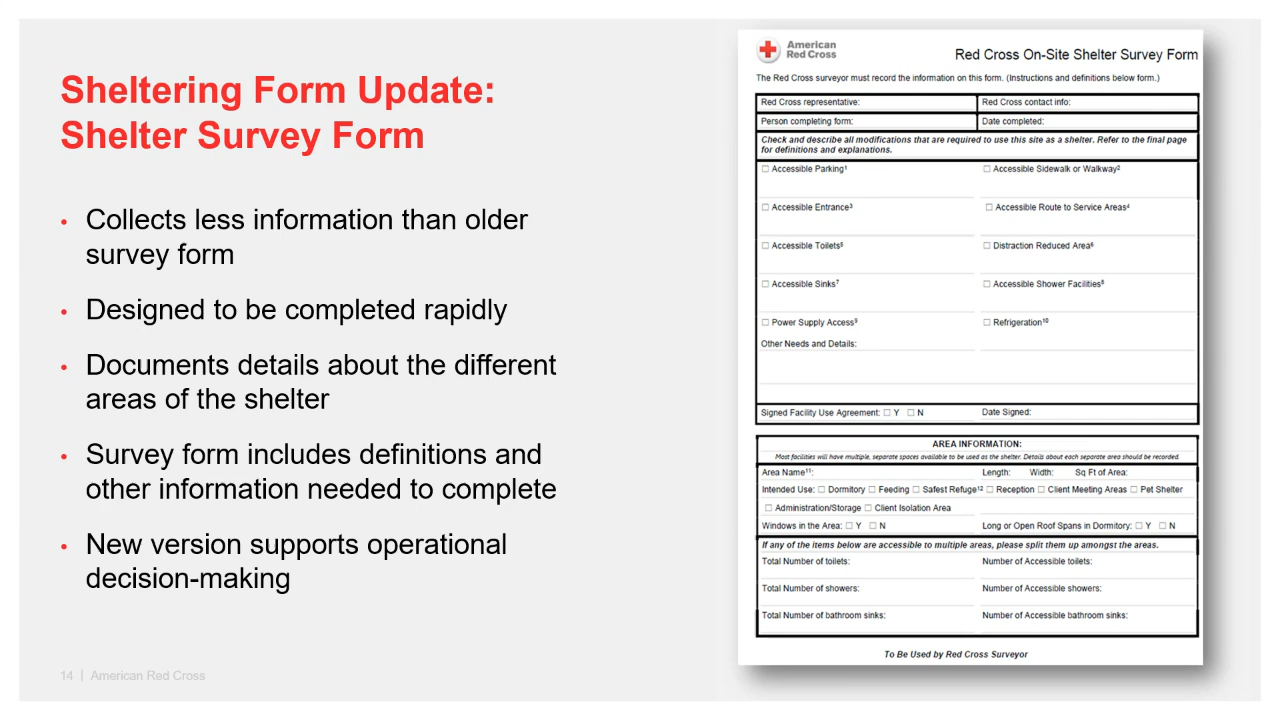 Sheltering Form Update:
Shelter Survey Form
• Collects less information than older
survey form
• Designed to be completed rapidly
• Documents details about the different
areas of the shelter
• Survey form includes definitions and
other information needed to complete
• New version supports operational
decision-making
14 | American Red Cross
American
Red Cross
Red Cross On-Site Shelter Survey Form
The Red Cross surveyor must record the information on this form. (Instructions and definitions below form.)
Red Cross representative: Red Cross contact info:
Person completing form: Date completed:
Check and describe all modifications that are required to use this site as a shelter. Refer to the final page
for definitions and explanations.
☐ Accessible Parking¹ ☐ Accessible Sidewalk or Walkway²
☐ Accessible Entrance³ ☐ Accessible Route to Service Areas⁴
☐ Accessible Toilets⁵ ☐ Distraction Reduced Area⁶
☐ Accessible Sinks⁷ ☐ Accessible Shower Facilities⁸
☐ Power Supply Access⁹ ☐ Refrigeration¹⁰
Other Needs and Details:
Signed Facility Use Agreement: ☐ Y ☐ N Date Signed:
AREA INFORMATION:
Most facilities will have multiple, separate spaces available to be used as the shelter. Details about each separate area should be recorded.
Area Name¹¹: Length: Width: Sq Ft of Area:
Intended Use: ☐ Dormitory ☐ Feeding ☐ Safest Refuge¹² ☐ Reception ☐ Client Meeting Areas ☐ Pet Shelter
☐ Administration/Storage ☐ Client Isolation Area
Windows in the Area: ☐ Y ☐ N Long or Open Roof Spans in Dormitory: ☐ Y ☐ N
If any of the items below are accessible to multiple areas, please split them up amongst the areas.
Total Number of toilets: Number of Accessible toilets:
Total Number of showers: Number of Accessible showers:
Total Number of bathroom sinks: Number of Accessible bathroom sinks:
To Be Used by Red Cross Surveyor